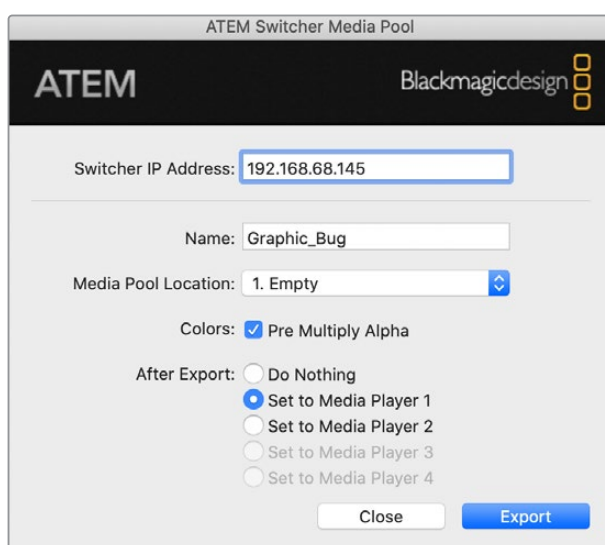 ATEM Switcher Media Pool
ATEM Blackmagicdesign
Switcher IP Address: 192.168.68.145
Name: Graphic_Bug
Media Pool Location: 1. Empty
Colors: Pre Multiply Alpha
After Export: Do Nothing
Set to Media Player 1
Set to Media Player 2
Set to Media Player 3
Set to Media Player 4
Close Export